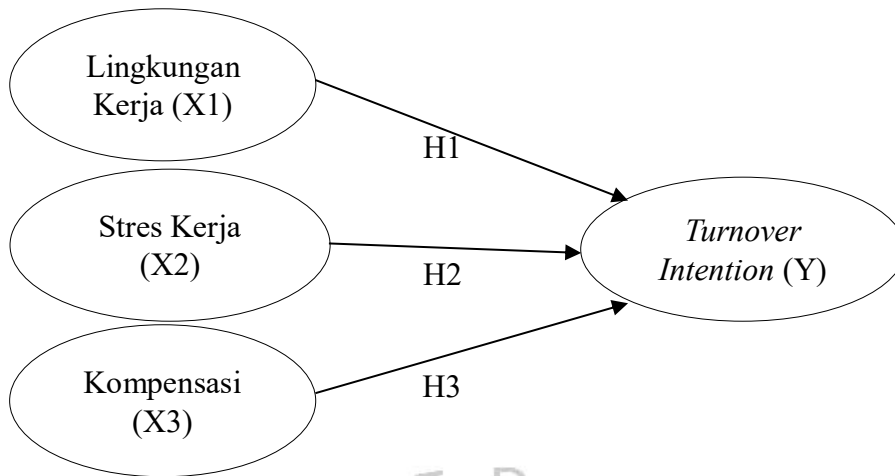 Lingkungan
Kerja (X1)
H1
Stres Kerja
(X2)
H2
Turnover
Intention (Y)
Kompensasi
(X3)
H3